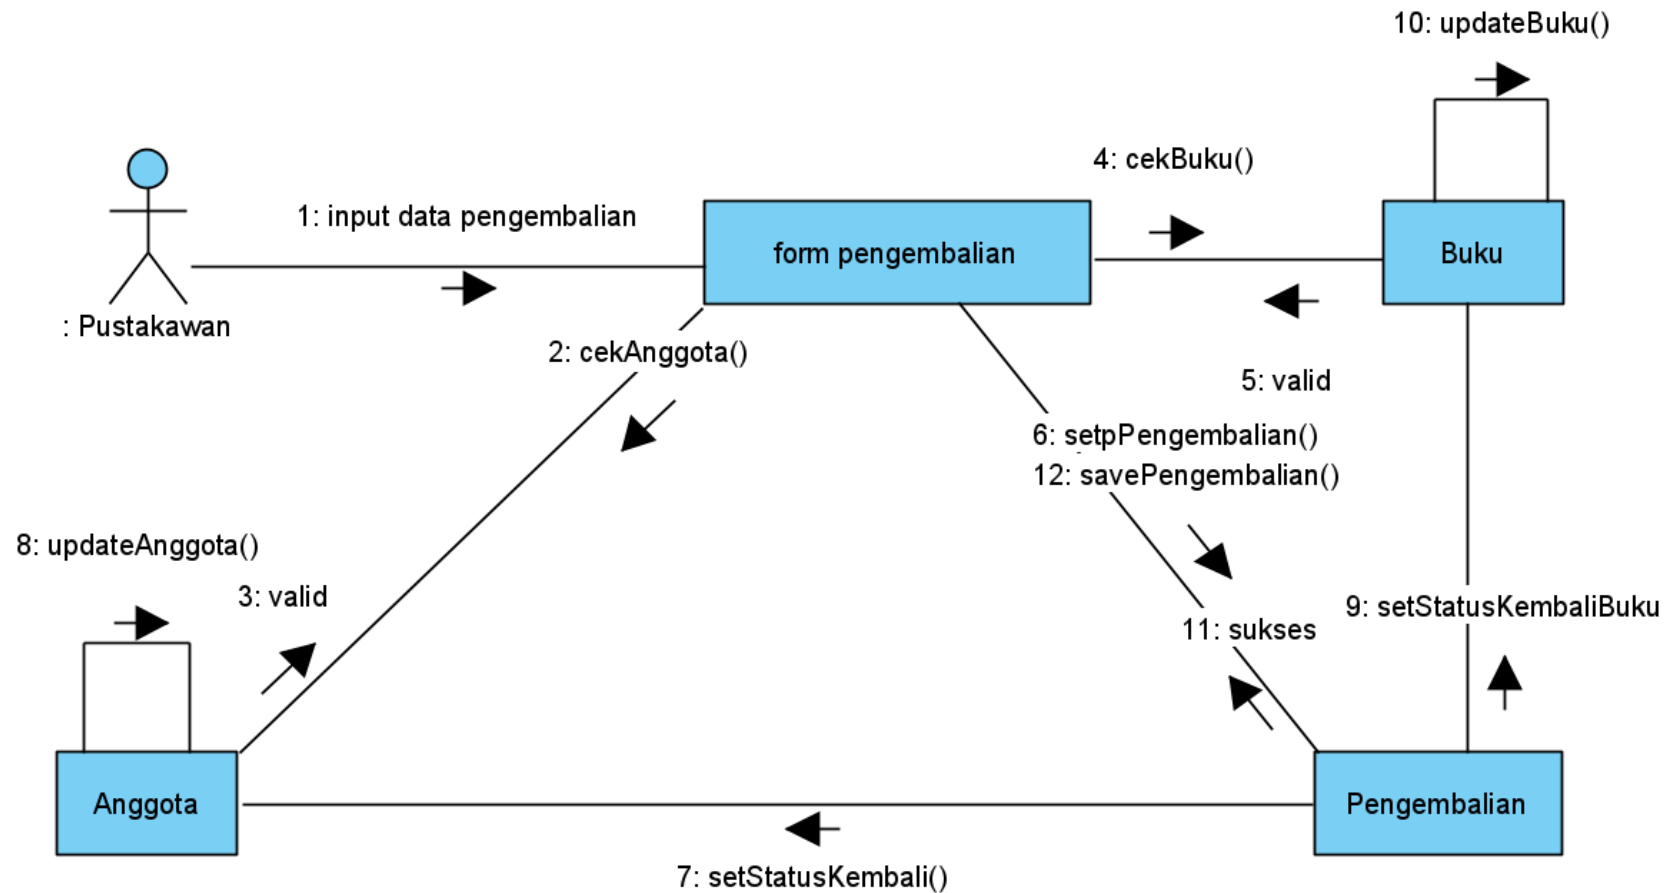 10: updateBuku()
4: cekBuku()
1: input data pengembalian
form pengembalian
Buku
: Pustakawan
2: cekAnggota()
5: valid
6: setpPengembalian()
12: savePengembalian()
8: updateAnggota()
3: valid
9: setStatusKembaliBuku
11: sukses
Anggota
Pengembalian
7: setStatusKembali()